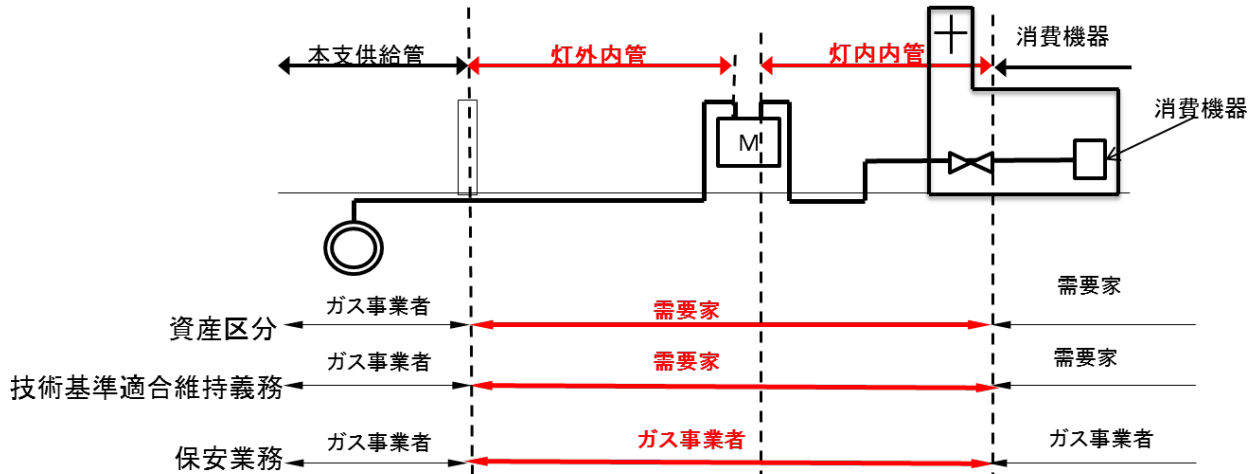 本支供給管
灯外内管
灯内内管
消費機器
消費機器
M
ガス事業者
需要家
需要家
資産区分
ガス事業者
需要家
需要家
技術基準適合維持義務
ガス事業者
ガス事業者
ガス事業者
保安業務